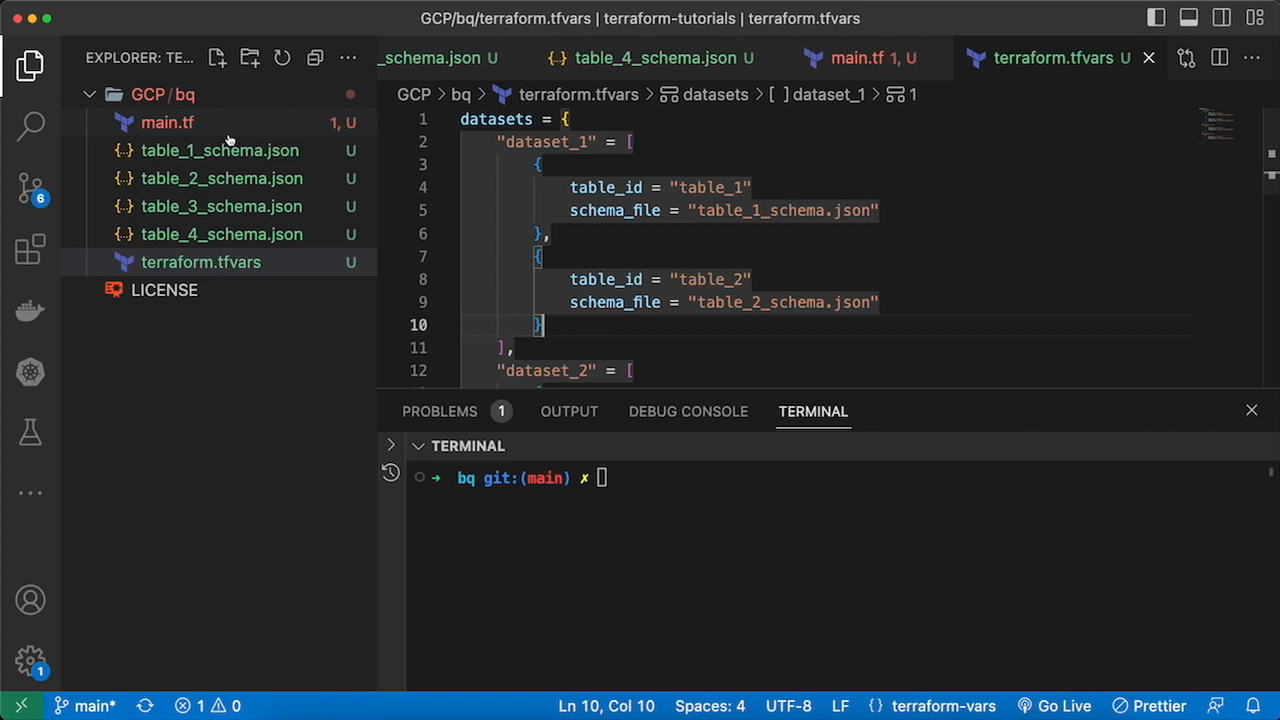 GCP/bq/terraform.tfvars | terraform-tutorials | terraform.tfvars
EXPLORER: TE...
_schema.json U
{..} table_4_schema.json U
main.tf 1, U
terraform.tfvars U
GCP / bq
GCP > bq > terraform.tfvars > datasets > [ ] dataset_1 > 1
main.tf 1, U
{..} table_1_schema.json U
{..} table_2_schema.json U
{..} table_3_schema.json U
{..} table_4_schema.json U
terraform.tfvars U
LICENSE
6
1
1 datasets = {
2 "dataset_1" = [
3 {
4 table_id = "table_1"
5 schema_file = "table_1_schema.json"
6 },
7 {
8 table_id = "table_2"
9 schema_file = "table_2_schema.json"
10 }
11 ],
12 "dataset_2" = [
PROBLEMS 1 OUTPUT DEBUG CONSOLE TERMINAL
TERMINAL
→ bq git:(main) ✗
main* 1 0 Ln 10, Col 10 Spaces: 4 UTF-8 LF { } terraform-vars Go Live Prettier